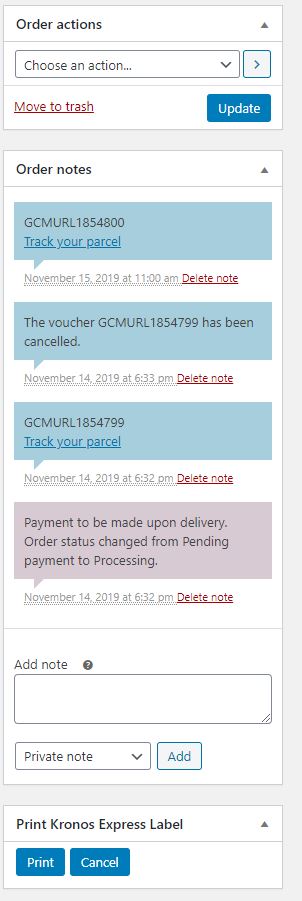 Order actions
Choose an action...
Move to trash
Update
Order notes
GCMURL1854800
Track your parcel
November 15, 2019 at 11:00 am Delete note
The voucher GCMURL1854799 has been
cancelled.
November 14, 2019 at 6:33 pm Delete note
GCMURL1854799
Track your parcel
November 14, 2019 at 6:32 pm Delete note
Payment to be made upon delivery.
Order status changed from Pending
payment to Processing.
November 14, 2019 at 6:32 pm Delete note
Add note ?
Private note
Add
Print Kronos Express Label
Print Cancel